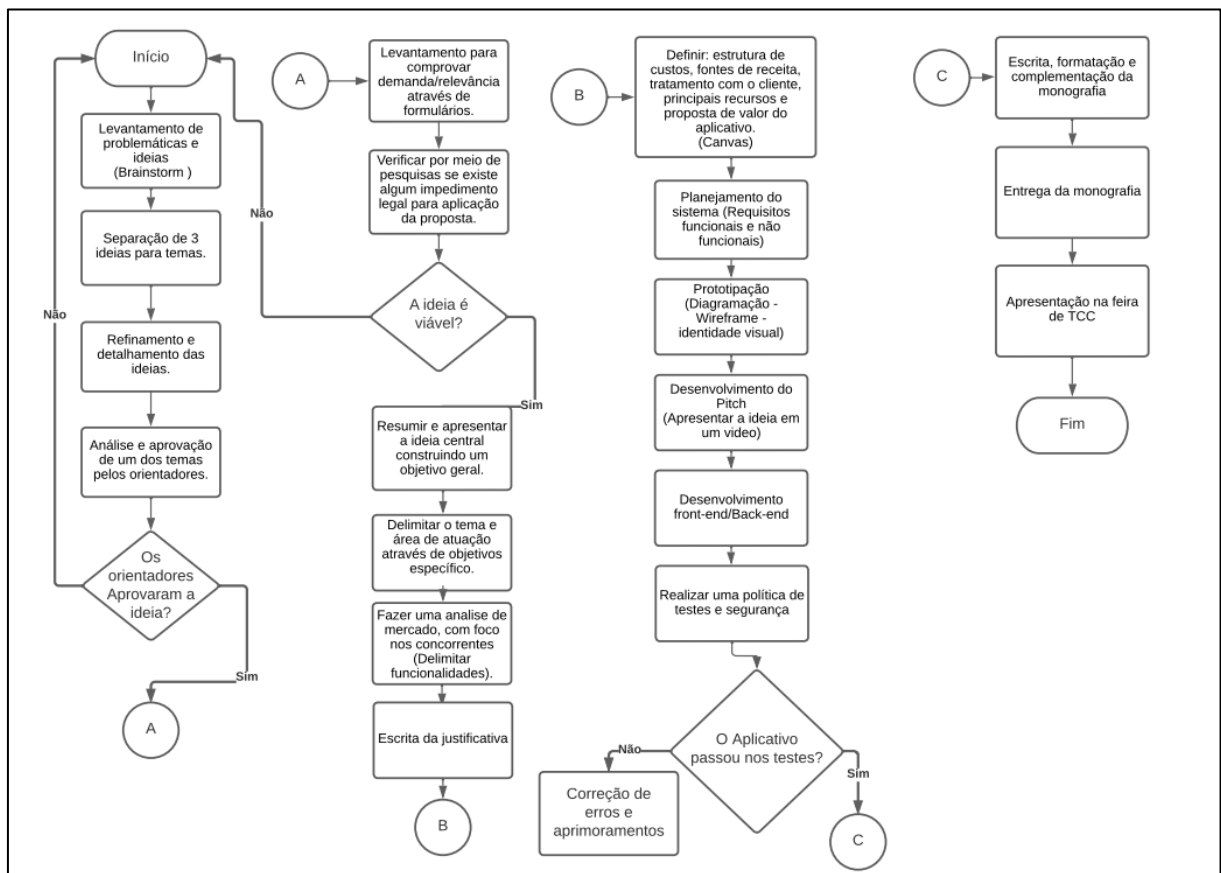 Início
Levantamento de
problemáticas e
ideias
(Brainstorm )
Separação de 3
ideias para temas.
Refinamento e
detalhamento das
ideias.
Análise e aprovação
de um dos temas
pelos orientadores.
Os
orientadores
Aprovaram a
ideia?
Não
Sim
A
A
Levantamento para
comprovar
demanda/relevância
através de
formulários.
Verificar por meio de
pesquisas se existe
algum impedimento
legal para aplicação
da proposta.
A ideia é
viável?
Não
Sim
Resumir e apresentar
a ideia central
construindo um
objetivo geral.
Delimitar o tema e
área de atuação
através de objetivos
específico.
Fazer uma analise de
mercado, com foco
nos concorrentes
(Delimitar
funcionalidades).
Escrita da justificativa
B
B
Definir: estrutura de
custos, fontes de receita,
tratamento com o cliente,
principais recursos e
proposta de valor do
aplicativo.
(Canvas)
Planejamento do
sistema (Requisitos
funcionais e não
funcionais)
Prototipação
(Diagramação -
Wireframe -
identidade visual)
Desenvolvimento do
Pitch
(Apresentar a ideia em
um video)
Desenvolvimento
front-end/Back-end
Realizar uma política de
testes e segurança
O Aplicativo
passou nos testes?
Não
Sim
Correção de
erros e
aprimoramentos
C
C
Escrita, formatação e
complementação da
monografia
Entrega da monografia
Apresentação na feira
de TCC
Fim